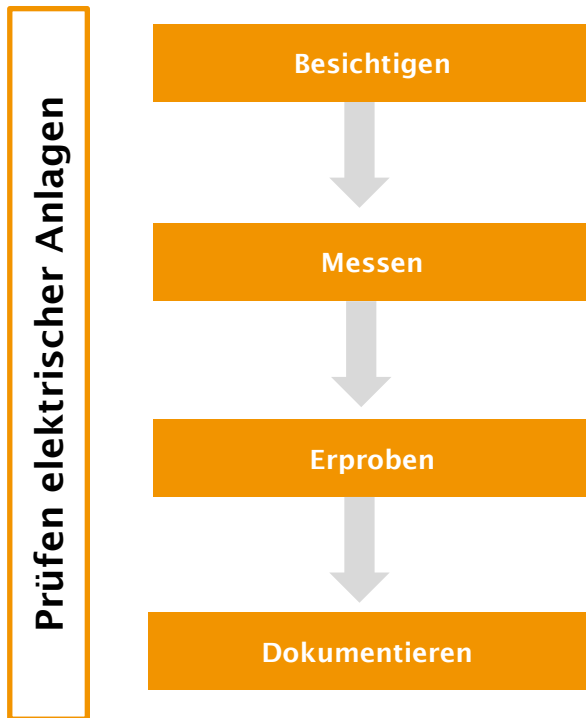 Prüfen elektrischer Anlagen
Besichtigen
Messen
Erproben
Dokumentieren